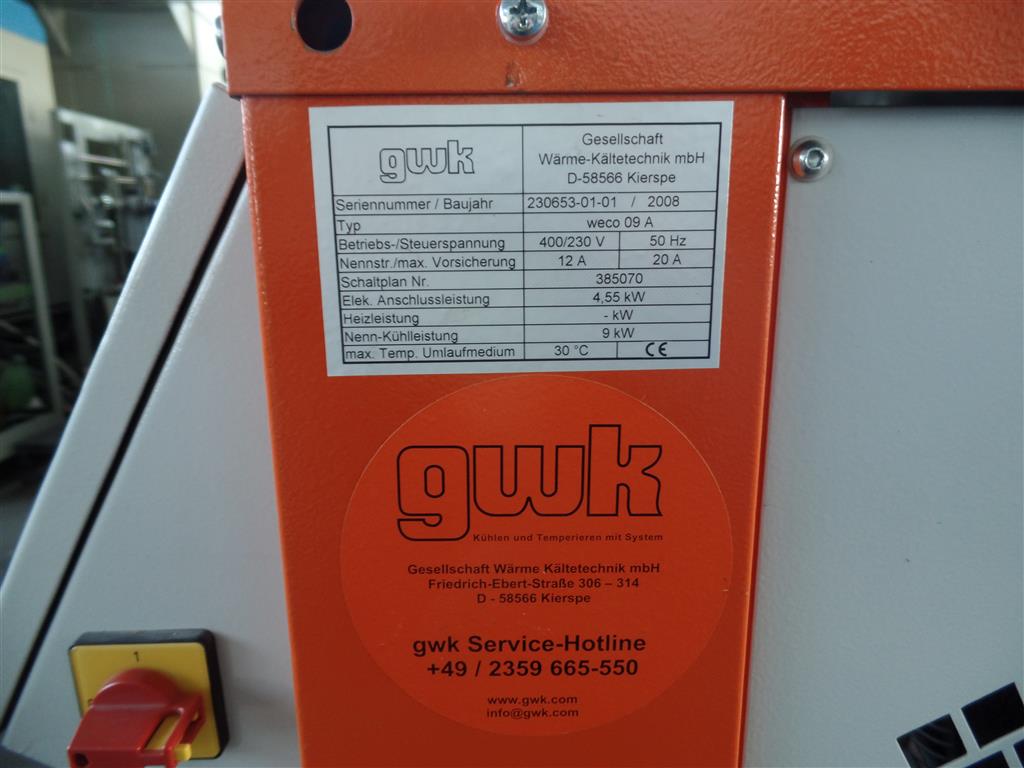 gwk
Gesellschaft
Wärme-Kältetechnik mbH
D-58566 Kierspe
Seriennummer / Baujahr 230653-01-01 / 2008
Typ weco 09 A
Betriebs-/Steuerspannung 400/230 V 50 Hz
Nennstr./max. Vorsicherung 12 A 20 A
Schaltplan Nr. 385070
Elek. Anschlussleistung 4,55 kW
Heizleistung - kW
Nenn-Kühlleistung 9 kW
max. Temp. Umlaufmedium 30 °C CE
gwk
Kühlen und Temperieren mit System
Gesellschaft Wärme Kältetechnik mbH
Friedrich-Ebert-Straße 306 – 314
D - 58566 Kierspe
gwk Service-Hotline
+49 / 2359 665-550
www.gwk.com
info@gwk.com
1